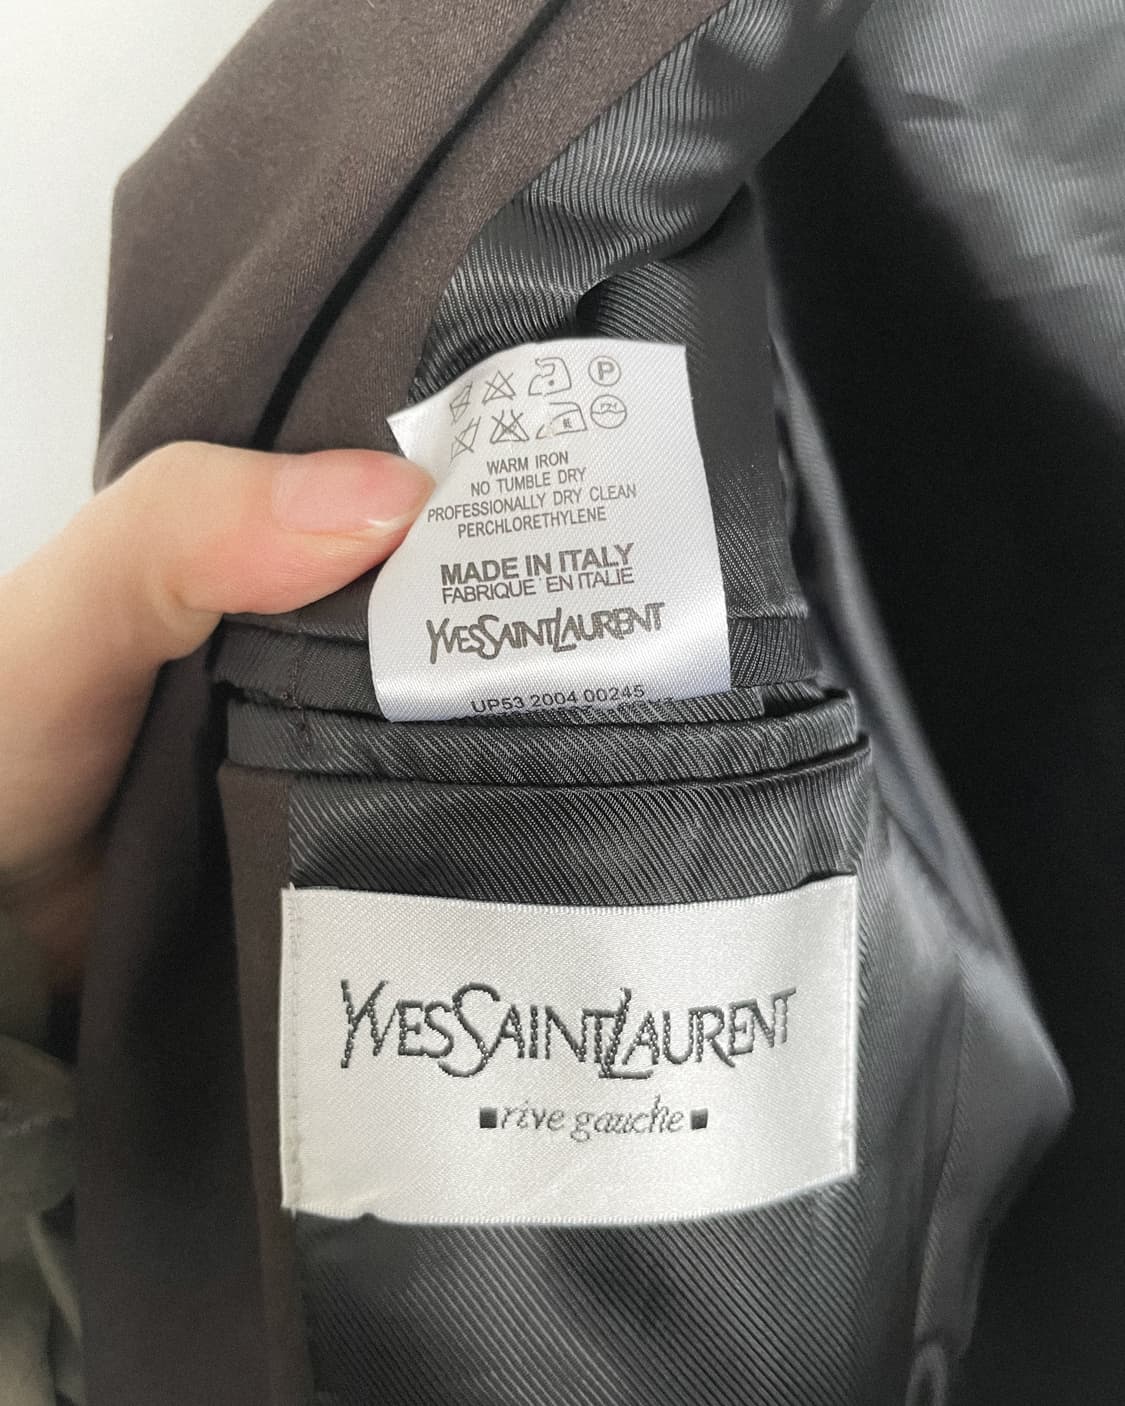 P
WARM IRON
NO TUMBLE DRY
PROFESSIONALLY DRY CLEAN
PERCHLORETHYLENE
MADE IN ITALY
FABRIQUE EN ITALIE
YVESSAINTLAURENT
UP53 2004 00245
YVESSAINTLAURENT
rive gauche